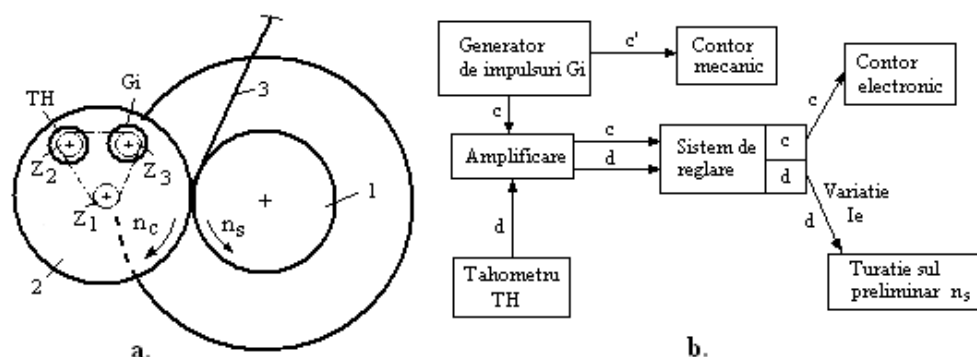 TH
Gi
Z2
Z3
Z1
nc
ns
1
2
3
a.
b.
Generator
de impulsuri Gi
c'
Contor
mecanic
Contor
electronic
c
c
c
Amplificare
d
Sistem de
reglare
c
d
d
Variatie
Ie
d
Tahometru
TH
Turatie sul
preliminar ns